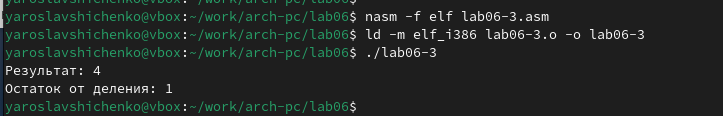 yaroslavshichenko@vbox:~/work/arch-pc/lab06$ nasm -f elf lab06-3.asm
yaroslavshichenko@vbox:~/work/arch-pc/lab06$ ld -m elf_i386 lab06-3.o -o lab06-3
yaroslavshichenko@vbox:~/work/arch-pc/lab06$ ./lab06-3
Результат: 4
Остаток от деления: 1
yaroslavshichenko@vbox:~/work/arch-pc/lab06$